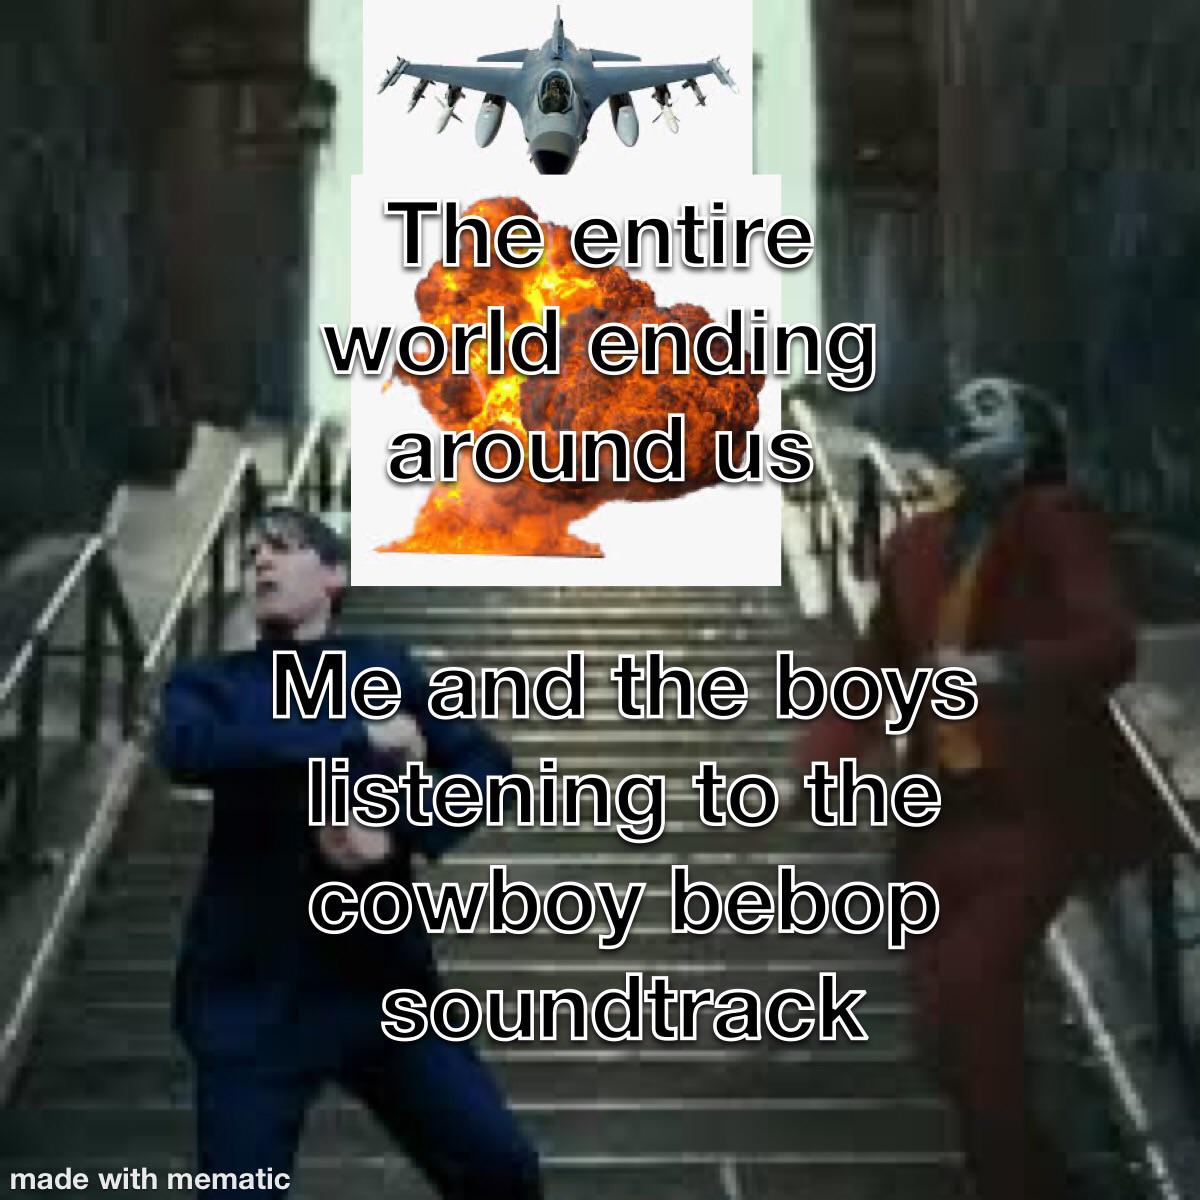 The entire
world ending
around us
Me and the boys
listening to the
cowboy bebop
soundtrack
made with mematic